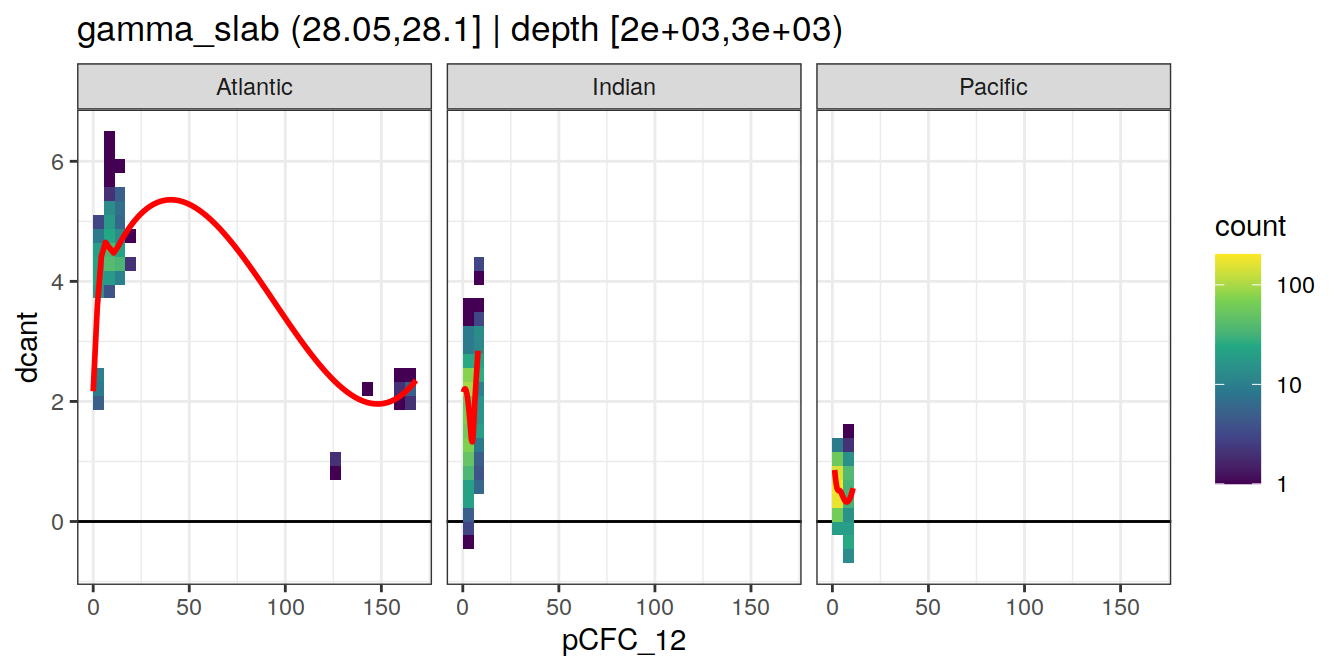 gamma_slab (28.05,28.1] | depth [2e+03,3e+03)
Atlantic Indian Pacific
6
4
2
0
dcant
0 50 100 150 0 50 100 150 0 50 100 150
pCFC_12
count
100
10
1